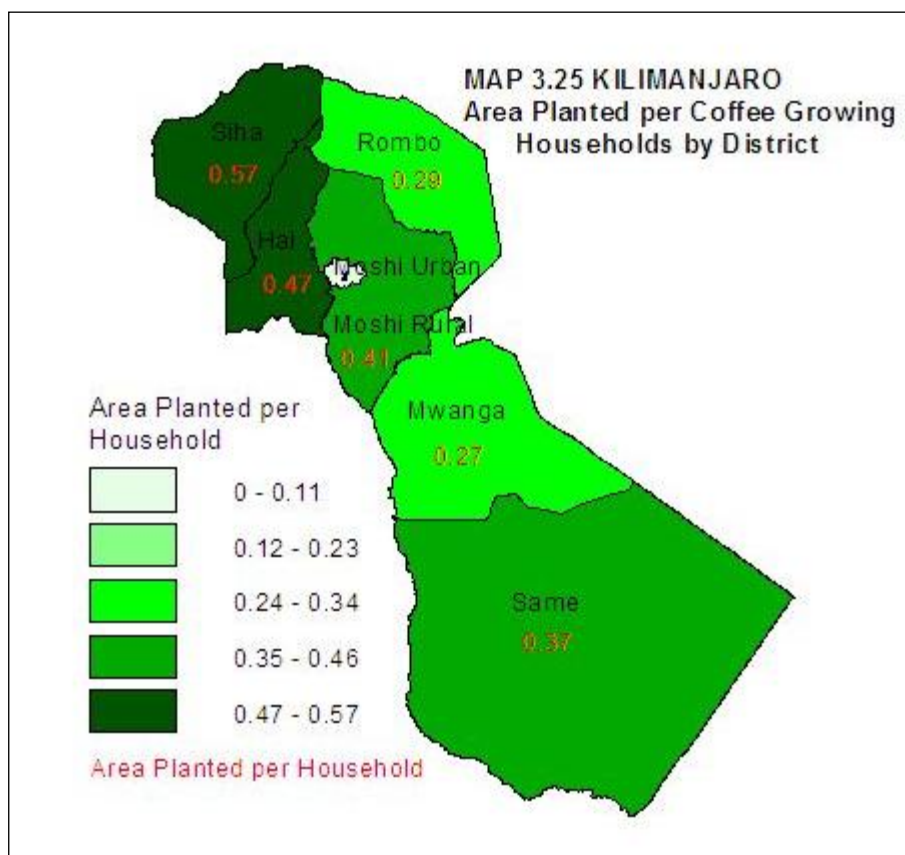 MAP 3.25 KILIMANJARO
Area Planted per Coffee Growing
Households by District
Siha
0.57
Rombo
0.29
Hai
0.47
Moshi Urban
Moshi Rural
0.41
Mwanga
0.27
Same
0.37
Area Planted per
Household
0 - 0.11
0.12 - 0.23
0.24 - 0.34
0.35 - 0.46
0.47 - 0.57
Area Planted per Household